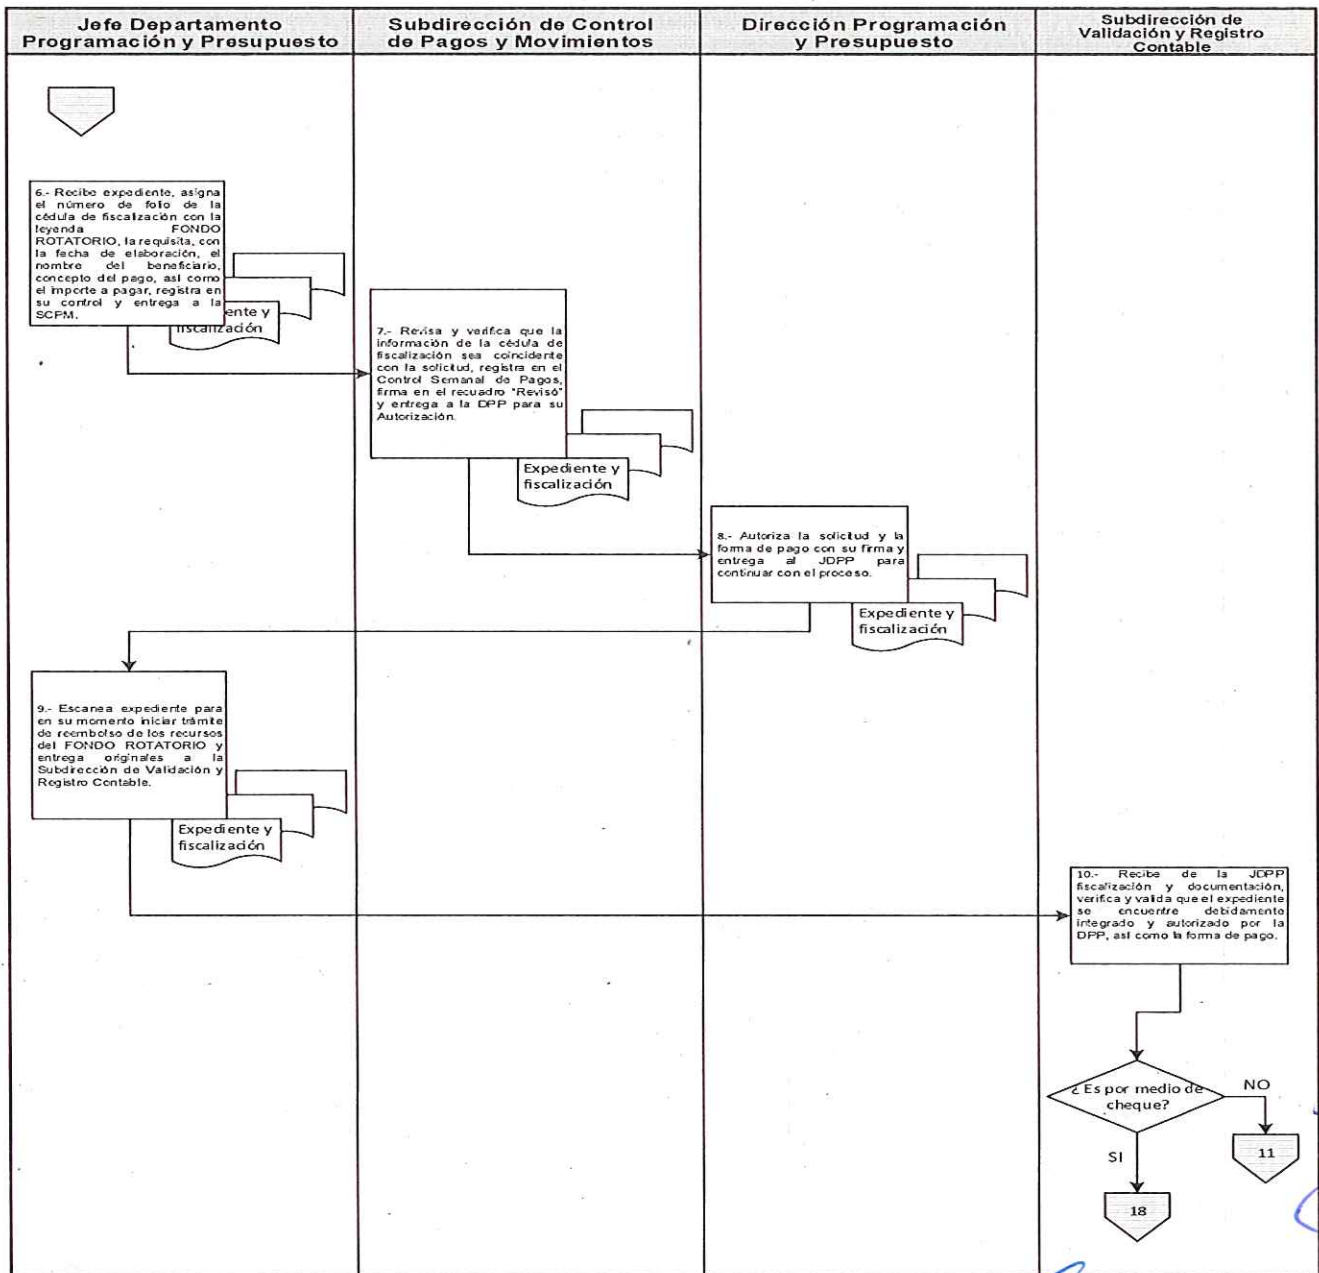 Jefe Departamento
Programación y Presupuesto
Subdirección de Control
de Pagos y Movimientos
Dirección Programación
y Presupuesto
Subdirección de
Validación y Registro
Contable
6.- Recibe expediente, asigna
el número de folio de la
cédula de fiscalización con la
leyenda FONDO
ROTATORIO, la requisita, con
la fecha de elaboración, el
nombre del beneficiario,
concepto del pago, así como
el importe a pagar, registra en
su control y entrega a la
SCPM.
ente y
fiscalización
7.- Revisa y verifica que la
información de la cédula de
fiscalización sea coincidente
con la solicitud, registra en el
Control Semanal de Pagos,
firma en el recuadro "Revisó"
y entrega a la DPP para su
Autorización.
Expediente y
fiscalización
8.- Autoriza la solicitud y la
forma de pago con su firma y
entrega al JDPP para
continuar con el proceso.
Expediente y
fiscalización
9.- Escanea expediente para
en su momento iniciar trámite
de reembolso de los recursos
del FONDO ROTATORIO y
entrega originales a la
Subdirección de Validación y
Registro Contable.
Expediente y
fiscalización
10.- Recibe de la JDPP
fiscalización y documentación,
verifica y valida que el expediente
se encuentre debidamente
integrado y autorizado por la
DPP, así como la forma de pago.
¿ Es por medio de
cheque?
NO
11
SI
18